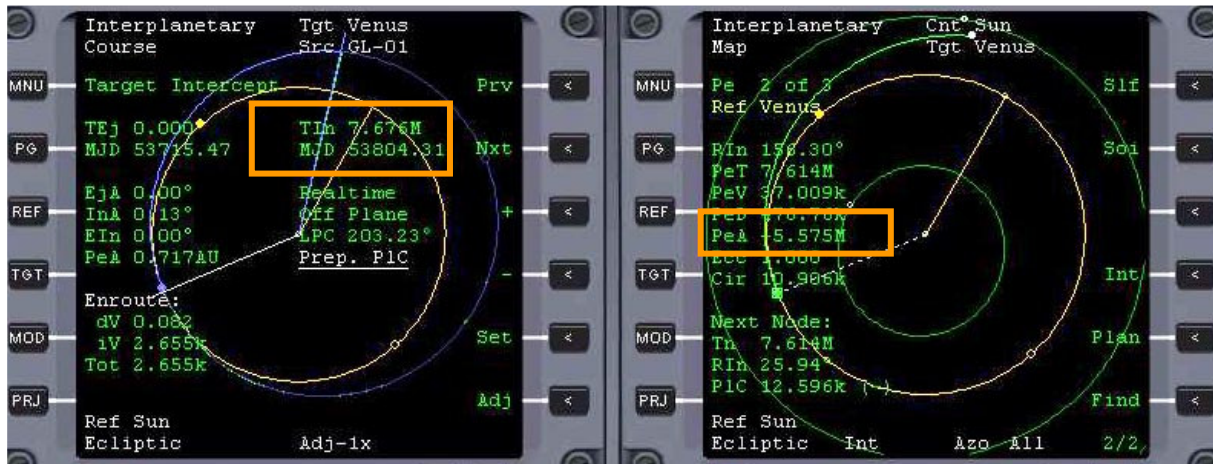 Interplanetary Tgt Venus
Course Src GL-01
MNU Target Intercept Prv <
TEj 0.000 TIn 7.676M
PG MJD 53715.47 MJD 53804.31 Nxt <
EjA 0.00° Realtime
REF InA 0.13° Off Plane + <
EIn 0.00° LPC 203.23°
PeA 0.717AU Prep. PlC
TGT - <
Enroute:
dV 0.082
MOD iV 2.655k Set <
Tot 2.655k
PRJ Adj <
Ref Sun
Ecliptic Adj-1x
Interplanetary Cnt Sun
Map Tgt Venus
MNU Pe 2 of 3 Slf <
Ref Venus
PG RIn 156.30° Soi <
PeT 7.614M
PeV 37.009k
REF PeD <
PeA -5.575M
Ecc
TGT Cir 10.906k Int <
Next Node:
MOD Tn 7.614M Plan <
RIn 25.94°
PlC 12.596k (-)
PRJ Find <
Ref Sun
Ecliptic Int Azo All 2/2